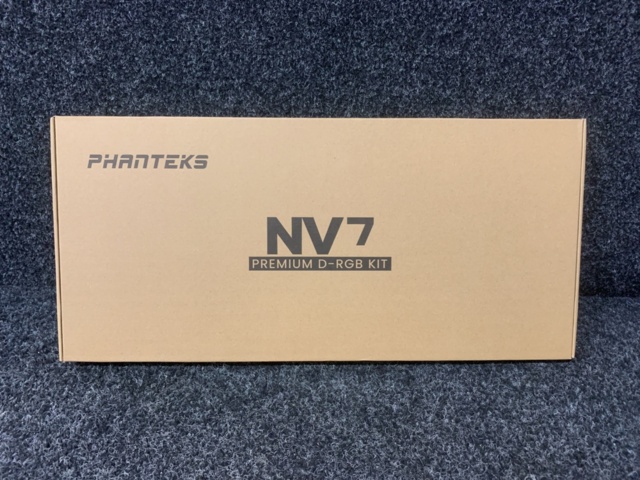 PHANTEKS
NV7
PREMIUM D-RGB KIT